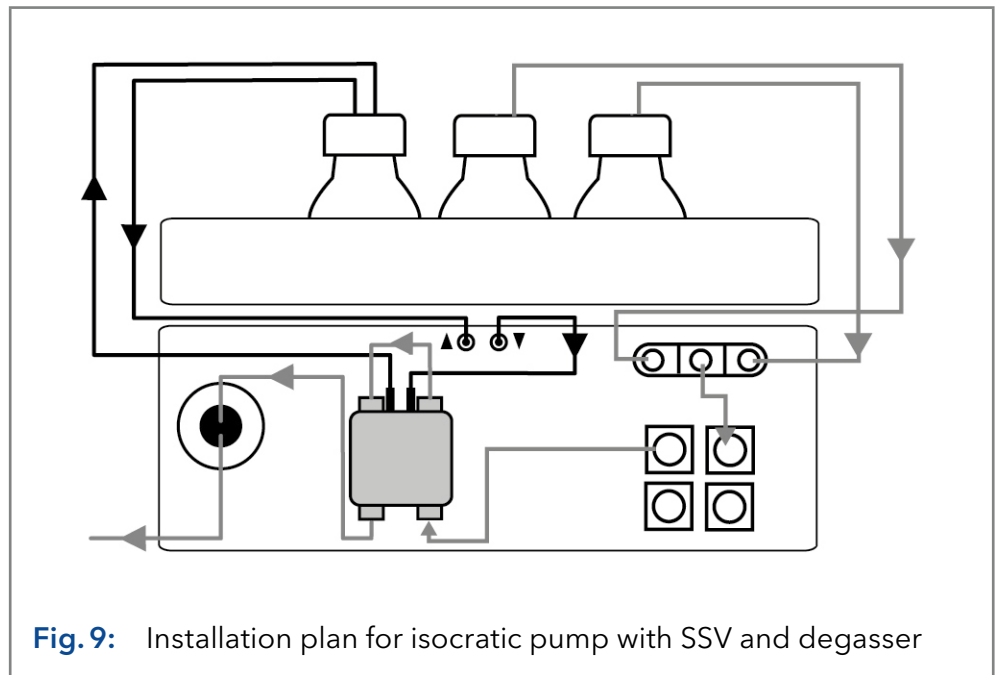 Fig. 9: Installation plan for isocratic pump with SSV and degasser